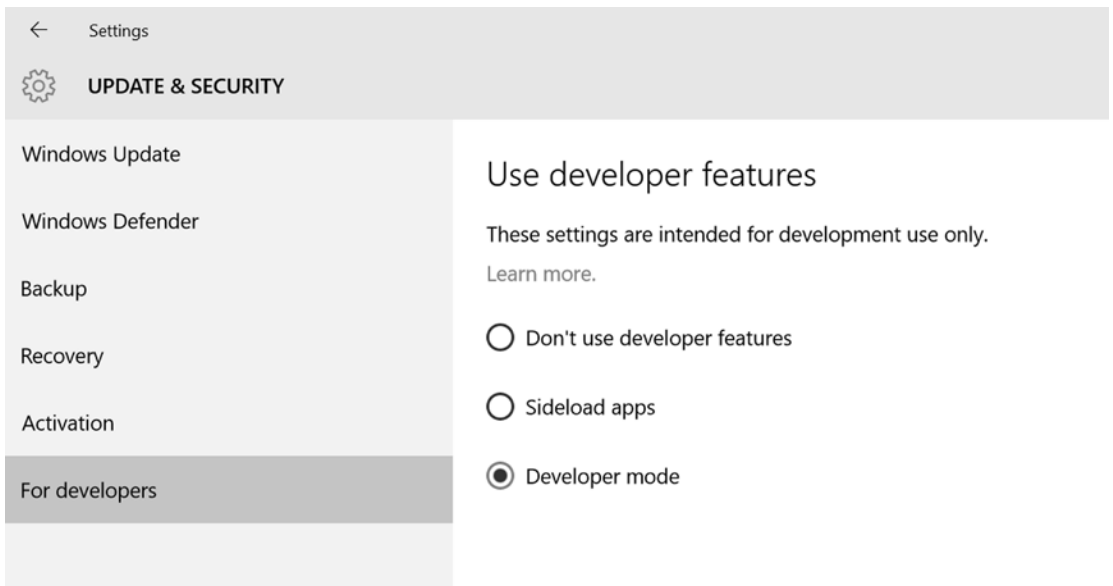 Settings
UPDATE & SECURITY
Windows Update
Windows Defender
Backup
Recovery
Activation
For developers
Use developer features
These settings are intended for development use only.
Learn more.
Don't use developer features
Sideload apps
Developer mode